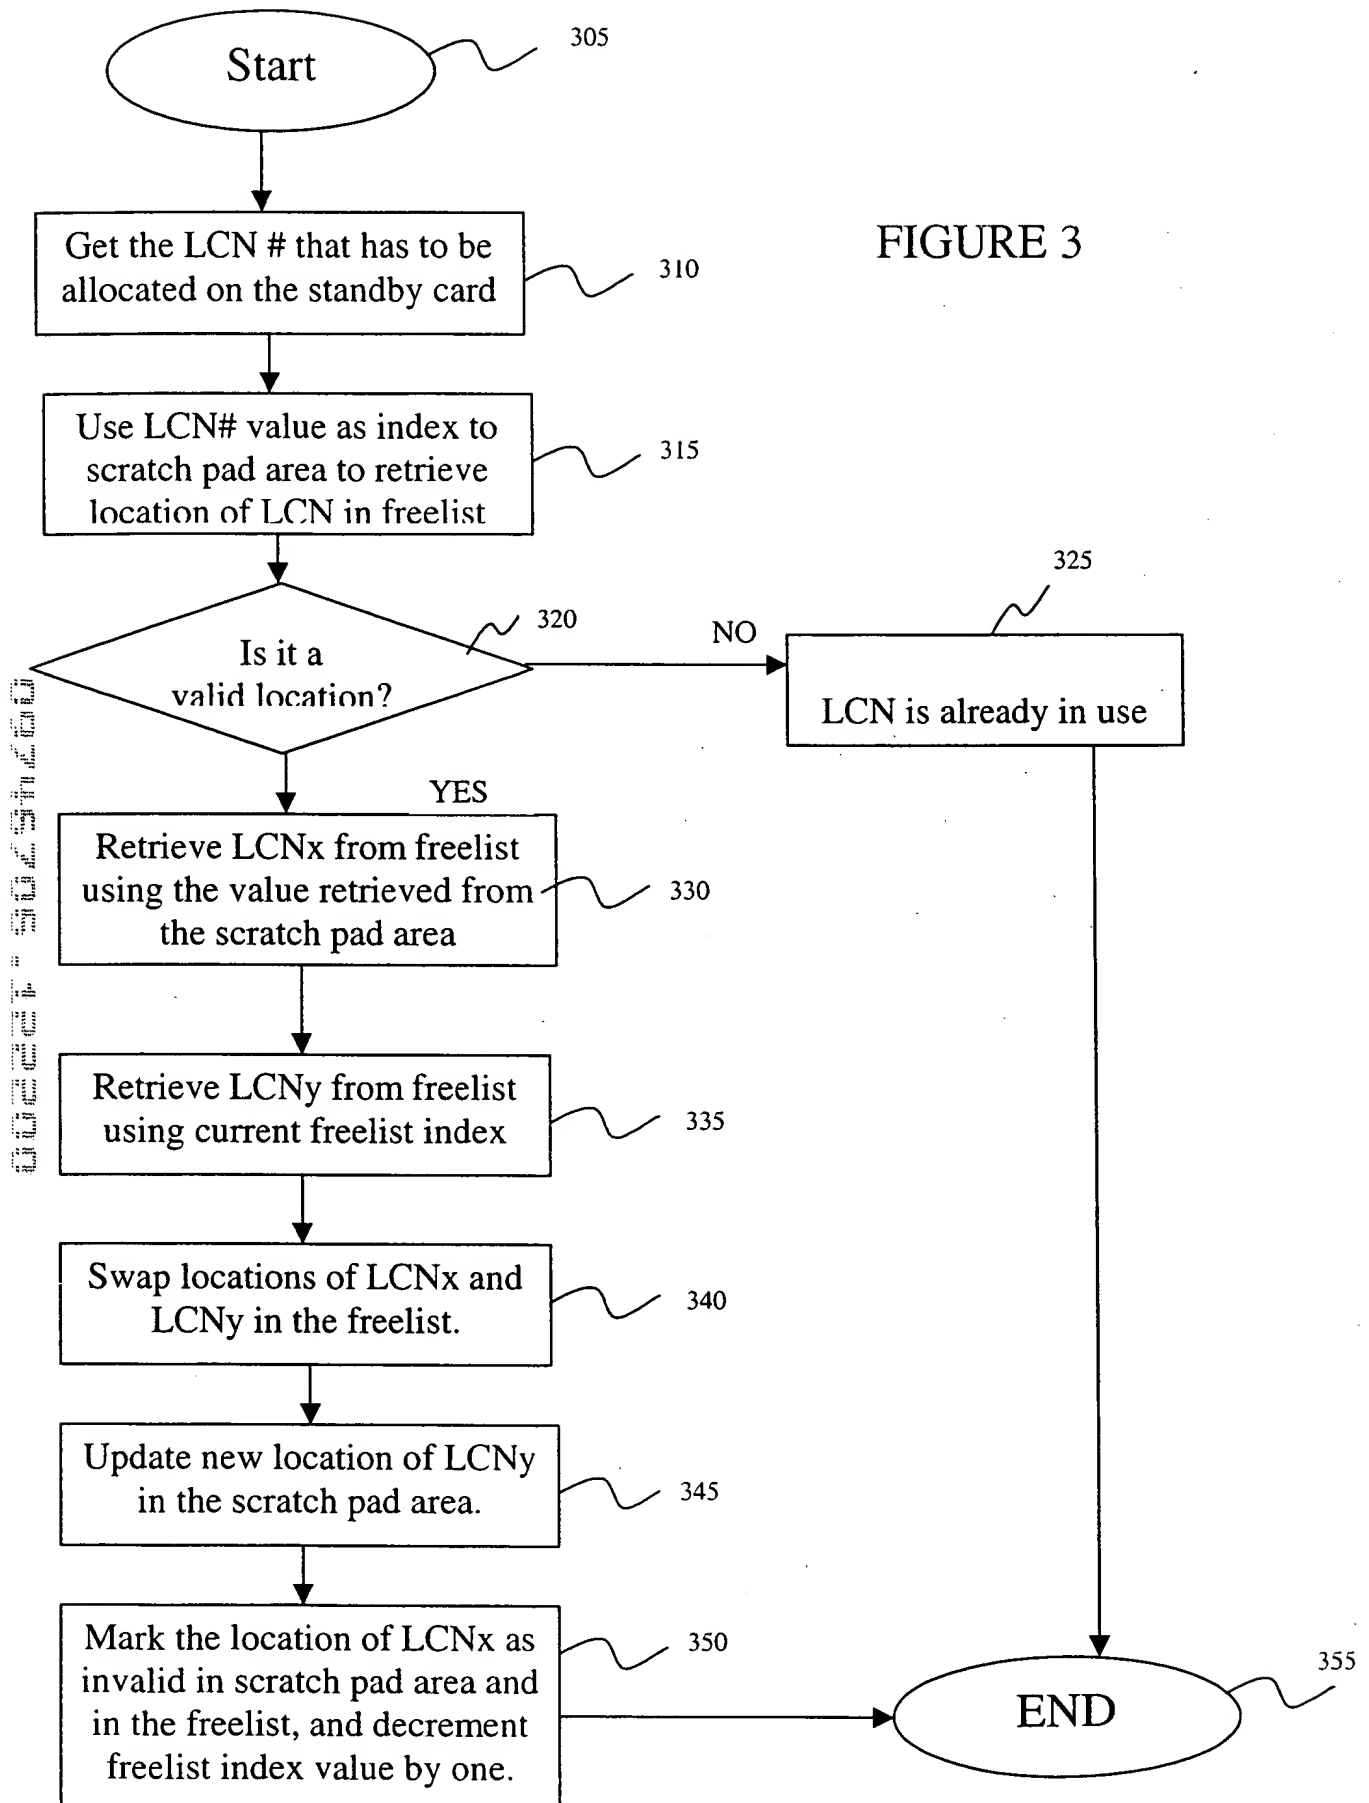 Start
305
FIGURE 3
Get the LCN # that has to be
allocated on the standby card
310
Use LCN# value as index to
scratch pad area to retrieve
location of LCN in freelist
315
325
320
NO
Is it a
valid location?
LCN is already in use
YES
Retrieve LCNx from freelist
using the value retrieved from
the scratch pad area
330
Retrieve LCNy from freelist
using current freelist index
335
Swap locations of LCNx and
LCNy in the freelist.
340
Update new location of LCNy
in the scratch pad area.
345
Mark the location of LCNx as
invalid in scratch pad area and
in the freelist, and decrement
freelist index value by one.
350
355
END